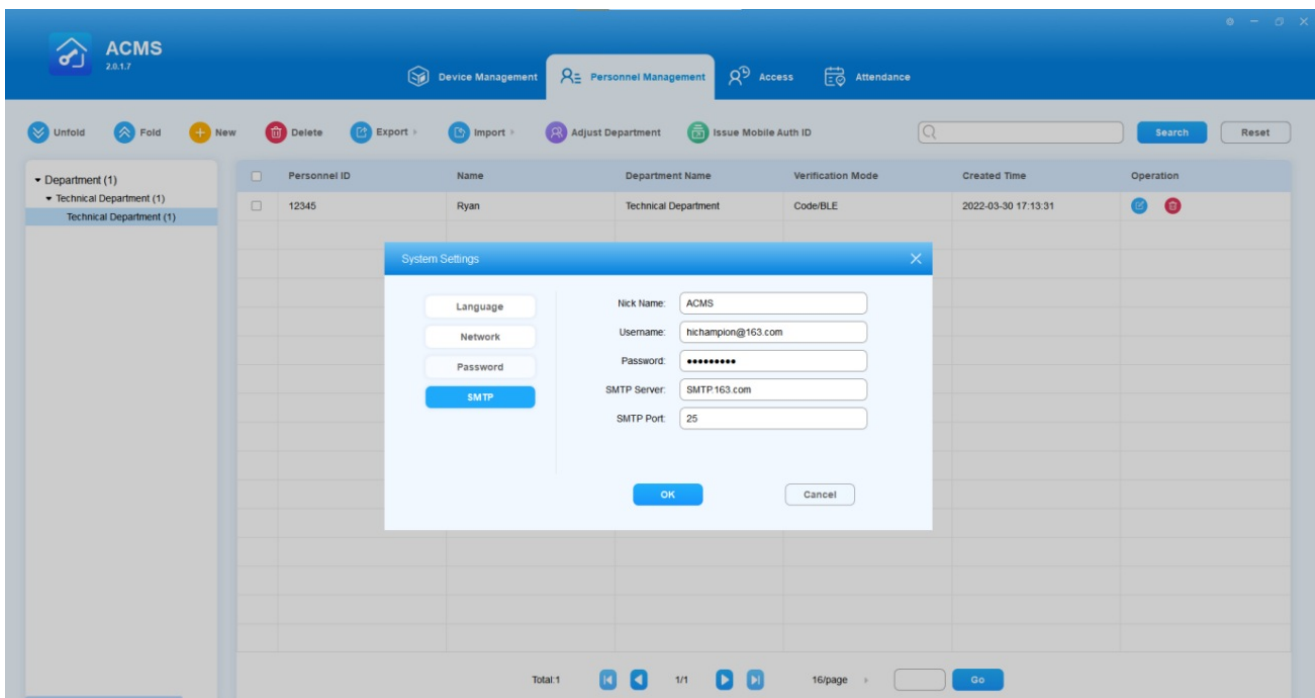 ACMS
2.0.1.7
Device Management Personnel Management Access Attendance
Unfold Fold New Delete Export Import Adjust Department Issue Mobile Auth ID Search Reset
Department (1)
Technical Department (1)
Technical Department (1)
Personnel ID Name Department Name Verification Mode Created Time Operation
12345 Ryan Technical Department Code/BLE 2022-03-30 17:13:31
System Settings
Language
Network
Password
SMTP
Nick Name: ACMS
Username: hichampion@163.com
Password: •••••••••
SMTP Server: SMTP.163.com
SMTP Port: 25
OK Cancel
Total:1 1/1 16/page Go